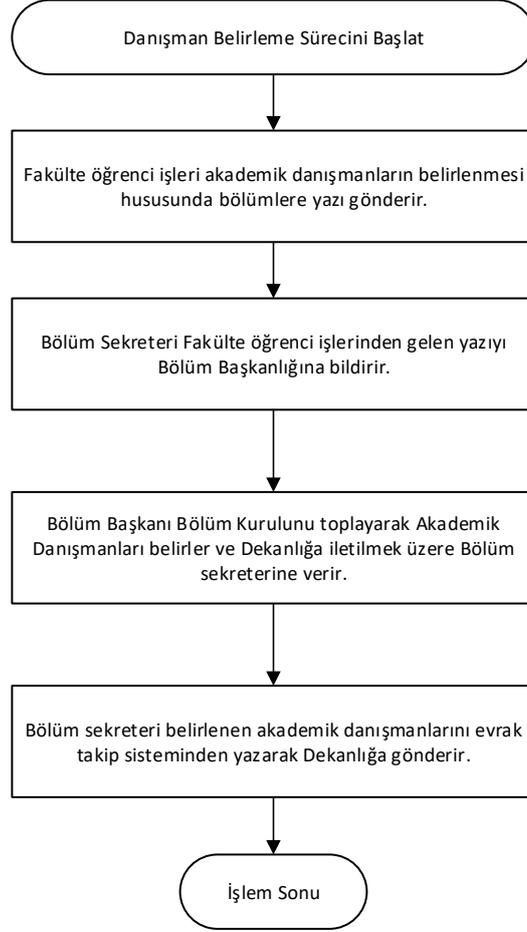 Danışman Belirleme Sürecini Başlat
Fakülte öğrenci işleri akademik danışmanların belirlenmesi
hususunda bölümlere yazı gönderir.
Bölüm Sekreteri Fakülte öğrenci işlerinden gelen yazıyı
Bölüm Başkanlığına bildirir.
Bölüm Başkanı Bölüm Kurulunu toplayarak Akademik
Danışmanları belirler ve Dekanlığa iletilmek üzere Bölüm
sekreterine verir.
Bölüm sekreteri belirlenen akademik danışmanlarını evrak
takip sisteminden yazarak Dekanlığa gönderir.
İşlem Sonu